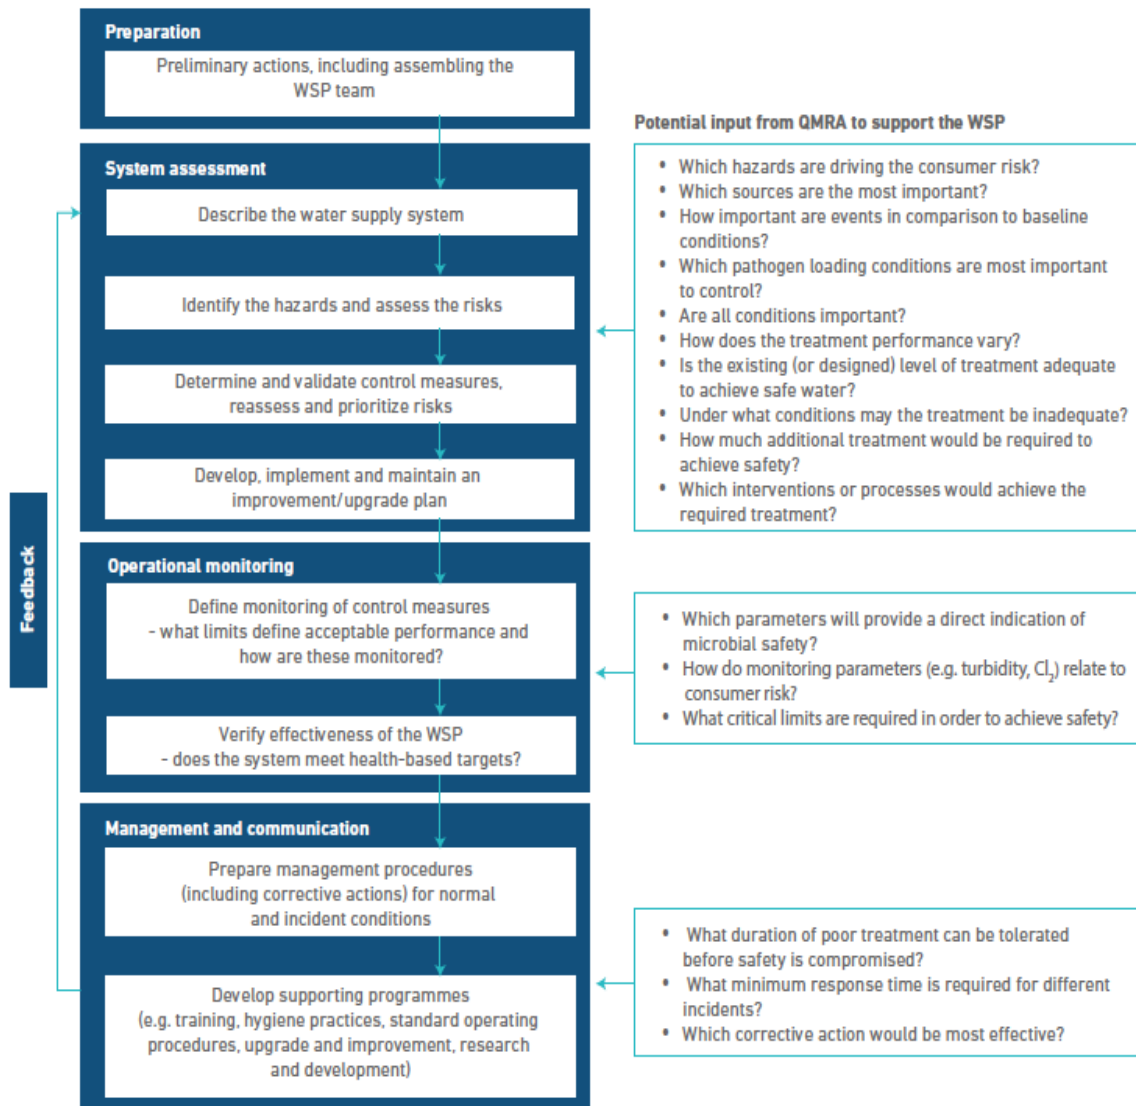 Preparation
Preliminary actions, including assembling the
WSP team
System assessment
Describe the water supply system
Identify the hazards and assess the risks
Determine and validate control measures,
reassess and prioritize risks
Develop, implement and maintain an
improvement/upgrade plan
Potential input from QMRA to support the WSP
• Which hazards are driving the consumer risk?
• Which sources are the most important?
• How important are events in comparison to baseline
conditions?
• Which pathogen loading conditions are most important
to control?
• Are all conditions important?
• How does the treatment performance vary?
• Is the existing (or designed) level of treatment adequate
to achieve safe water?
• Under what conditions may the treatment be inadequate?
• How much additional treatment would be required to
achieve safety?
• Which interventions or processes would achieve the
required treatment?
Feedback
Operational monitoring
Define monitoring of control measures
- what limits define acceptable performance and
how are these monitored?
Verify effectiveness of the WSP
- does the system meet health-based targets?
• Which parameters will provide a direct indication of
microbial safety?
• How do monitoring parameters (e.g. turbidity, Cl₂) relate to
consumer risk?
• What critical limits are required in order to achieve safety?
Management and communication
Prepare management procedures
(including corrective actions) for normal
and incident conditions
Develop supporting programmes
(e.g. training, hygiene practices, standard operating
procedures, upgrade and improvement, research
and development)
• What duration of poor treatment can be tolerated
before safety is compromised?
• What minimum response time is required for different
incidents?
• Which corrective action would be most effective?